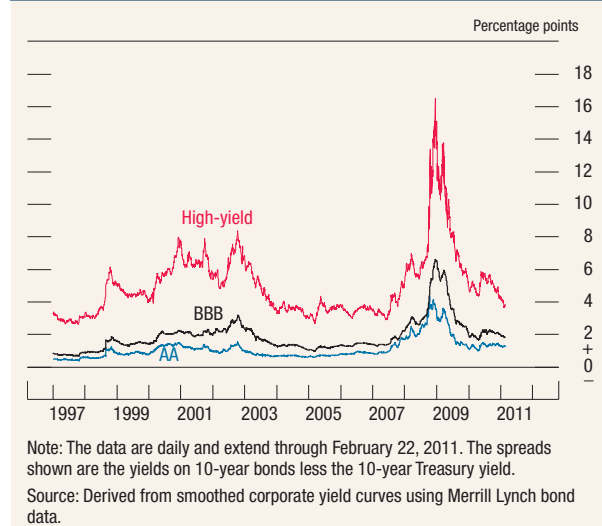 Percentage points
18
16
14
12
10
8
6
4
2
+
0
–
High-yield
BBB
AA
1997 1999 2001 2003 2005 2007 2009 2011
Note: The data are daily and extend through February 22, 2011. The spreads
shown are the yields on 10-year bonds less the 10-year Treasury yield.
Source: Derived from smoothed corporate yield curves using Merrill Lynch bond
data.